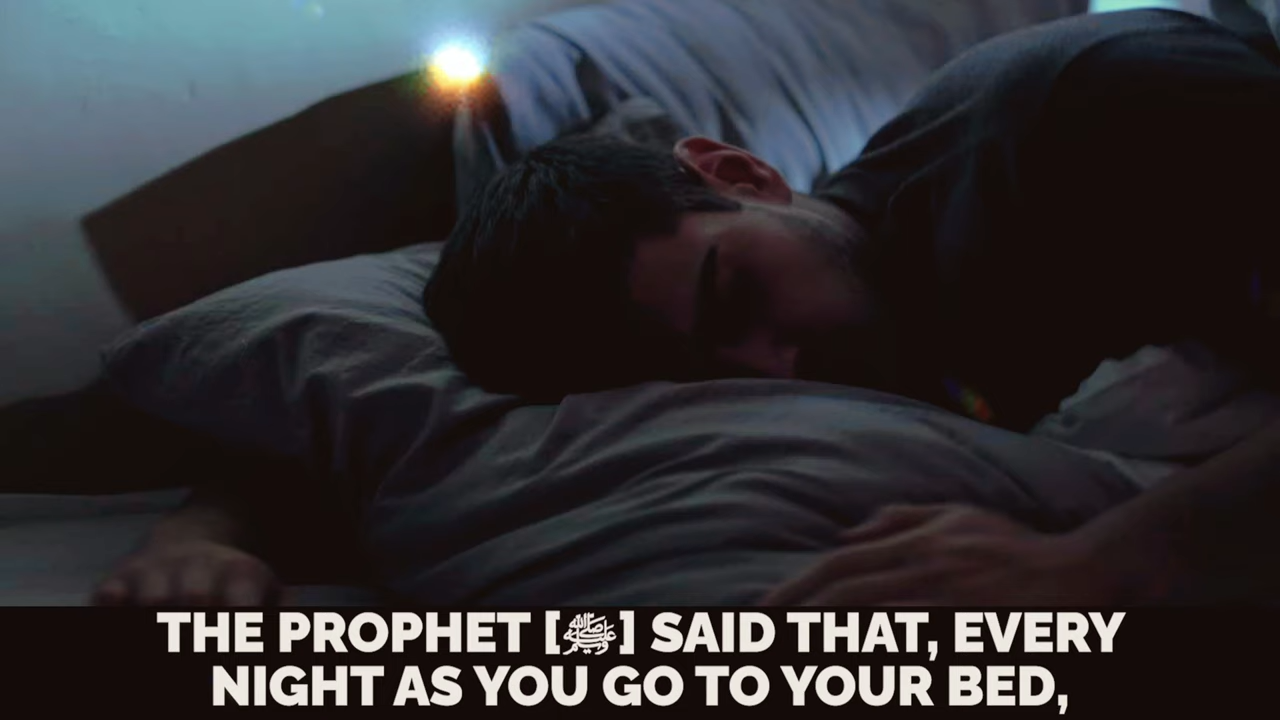 THE PROPHET [ﷺ] SAID THAT, EVERY
NIGHT AS YOU GO TO YOUR BED,